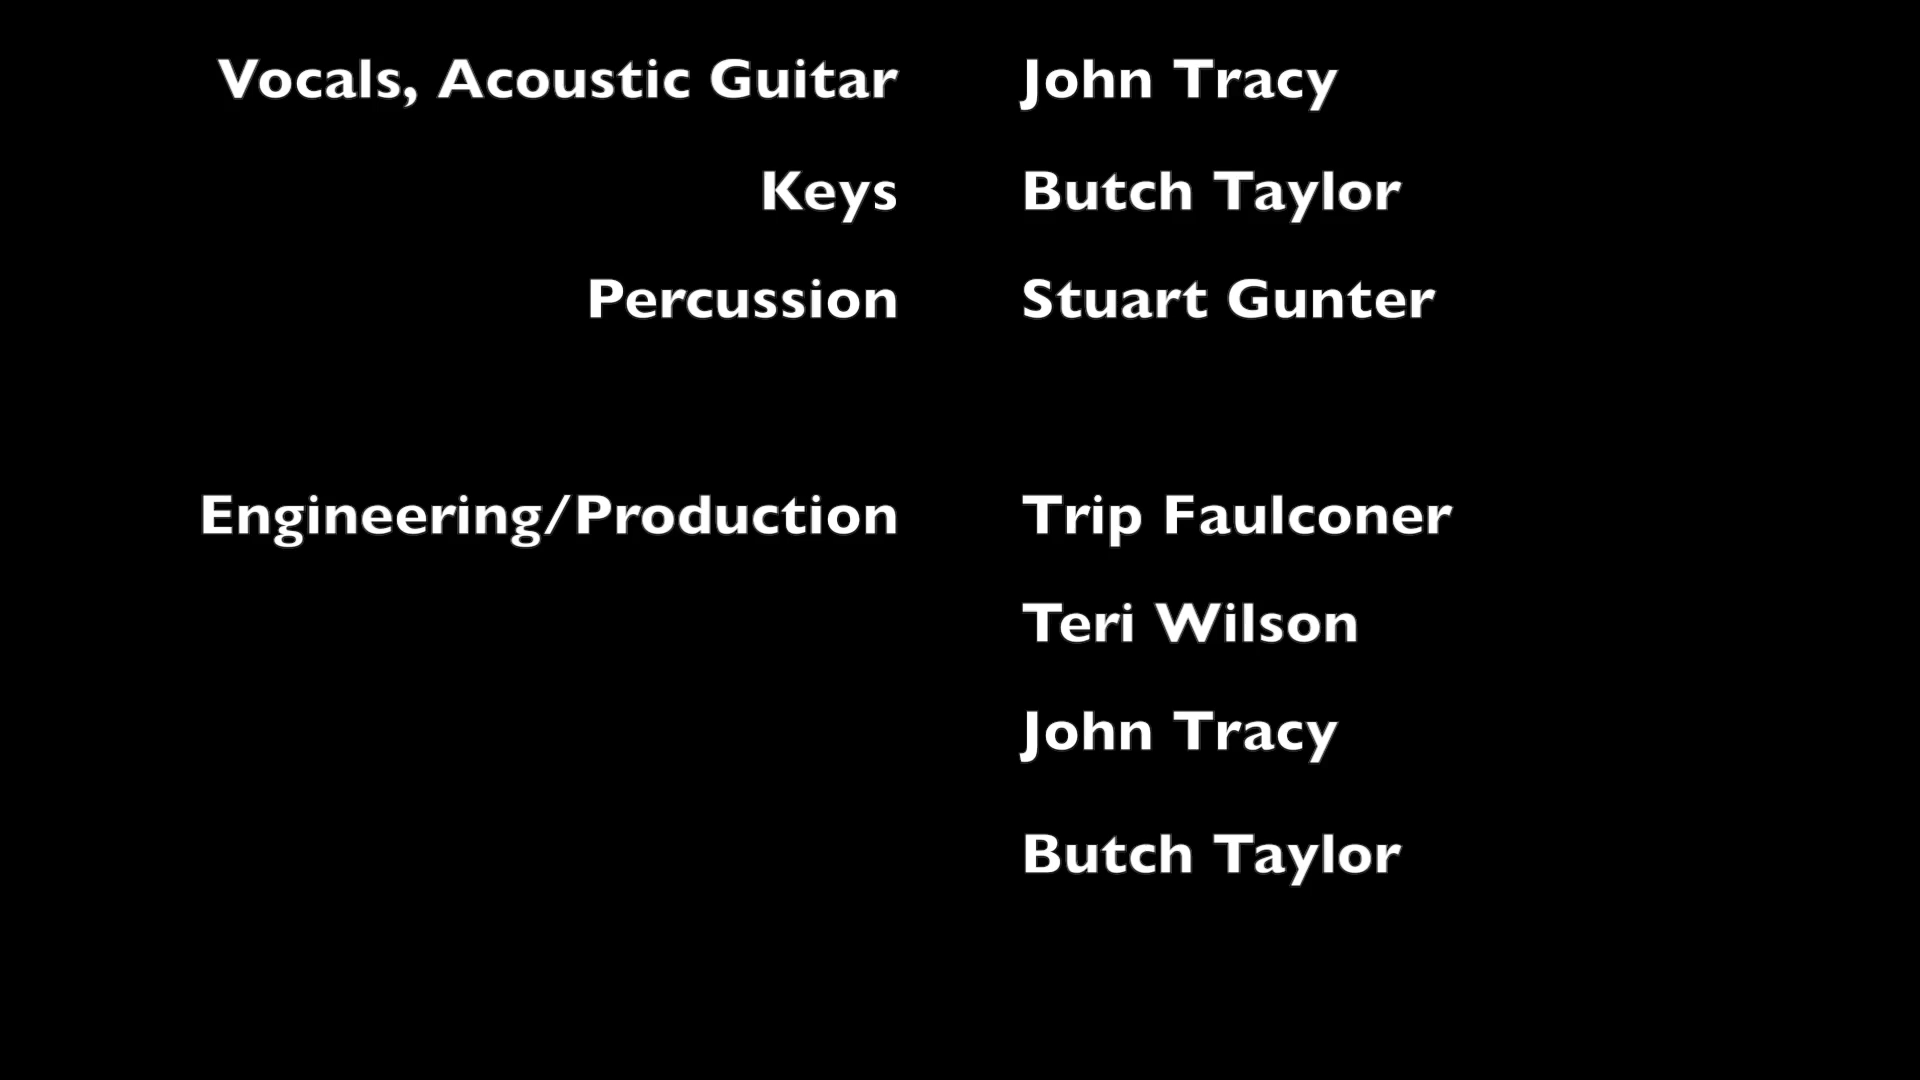 Vocals, Acoustic Guitar John Tracy
Keys Butch Taylor
Percussion Stuart Gunter
Engineering/Production Trip Faulconer
Teri Wilson
John Tracy
Butch Taylor